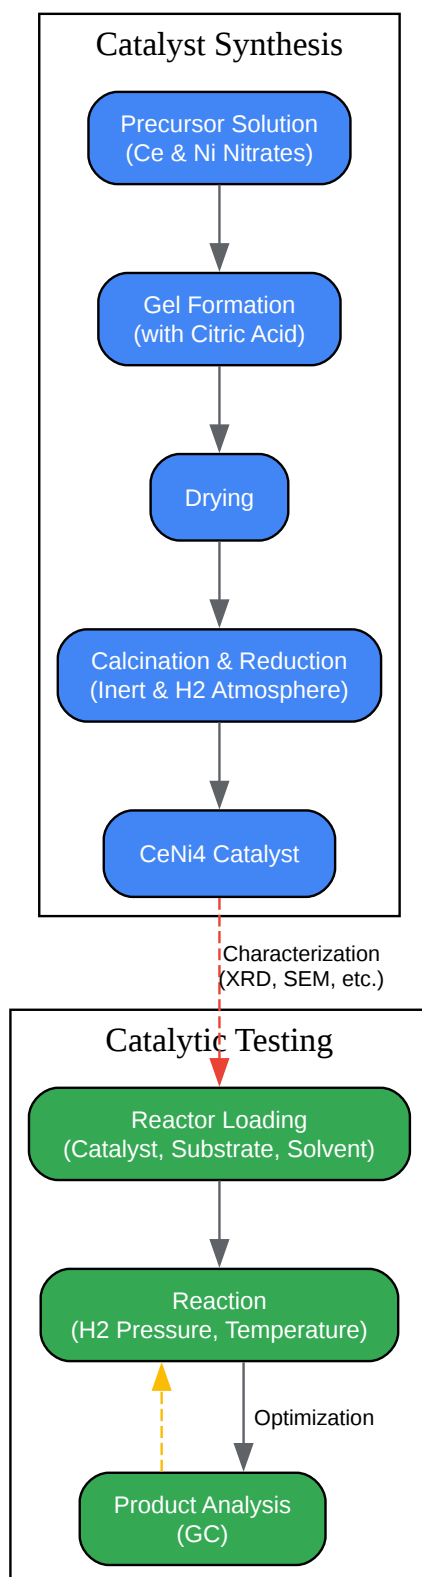 Catalyst Synthesis
Precursor Solution
(Ce & Ni Nitrates)
Gel Formation
(with Citric Acid)
Drying
Calcination & Reduction
(Inert & H2 Atmosphere)
CeNi4 Catalyst
Characterization
(XRD, SEM, etc.)
Catalytic Testing
Reactor Loading
(Catalyst, Substrate, Solvent)
Reaction
(H2 Pressure, Temperature)
Optimization
Product Analysis
(GC)